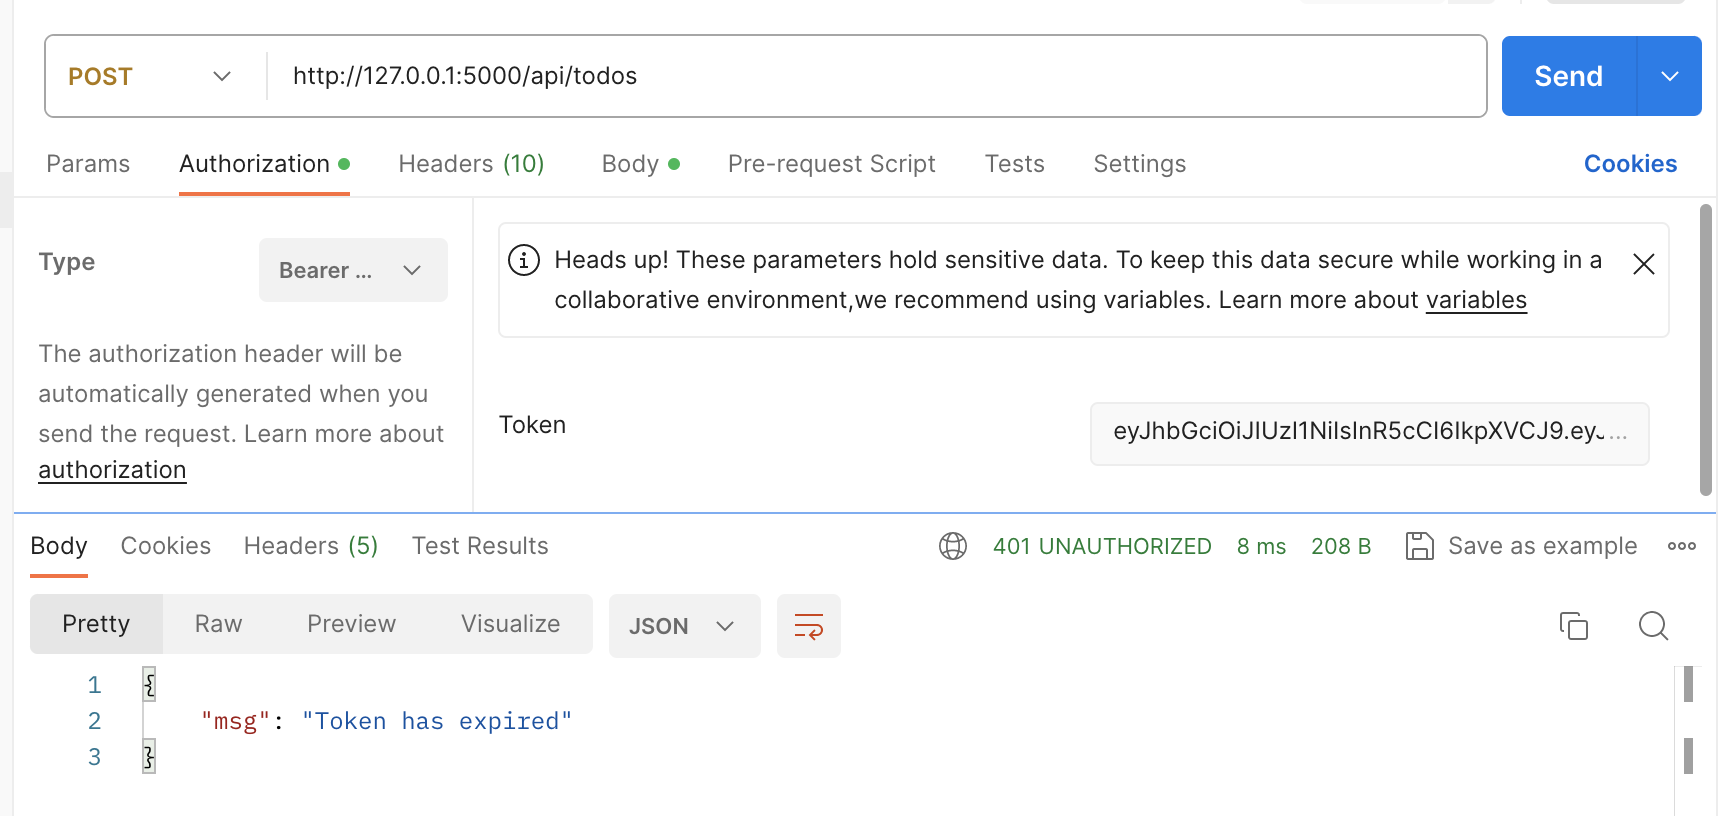 POST http://127.0.0.1:5000/api/todos Send
Params Authorization Headers (10) Body Pre-request Script Tests Settings Cookies
Type Bearer ...
The authorization header will be
automatically generated when you
send the request. Learn more about
authorization
Heads up! These parameters hold sensitive data. To keep this data secure while working in a
collaborative environment,we recommend using variables. Learn more about variables
Token eyJhbGciOiJIUzI1NiIsInR5cCI6IkpXVCJ9.eyJ...
Body Cookies Headers (5) Test Results 401 UNAUTHORIZED 8 ms 208 B Save as example
Pretty Raw Preview Visualize JSON
1 {
2 "msg": "Token has expired"
3 }